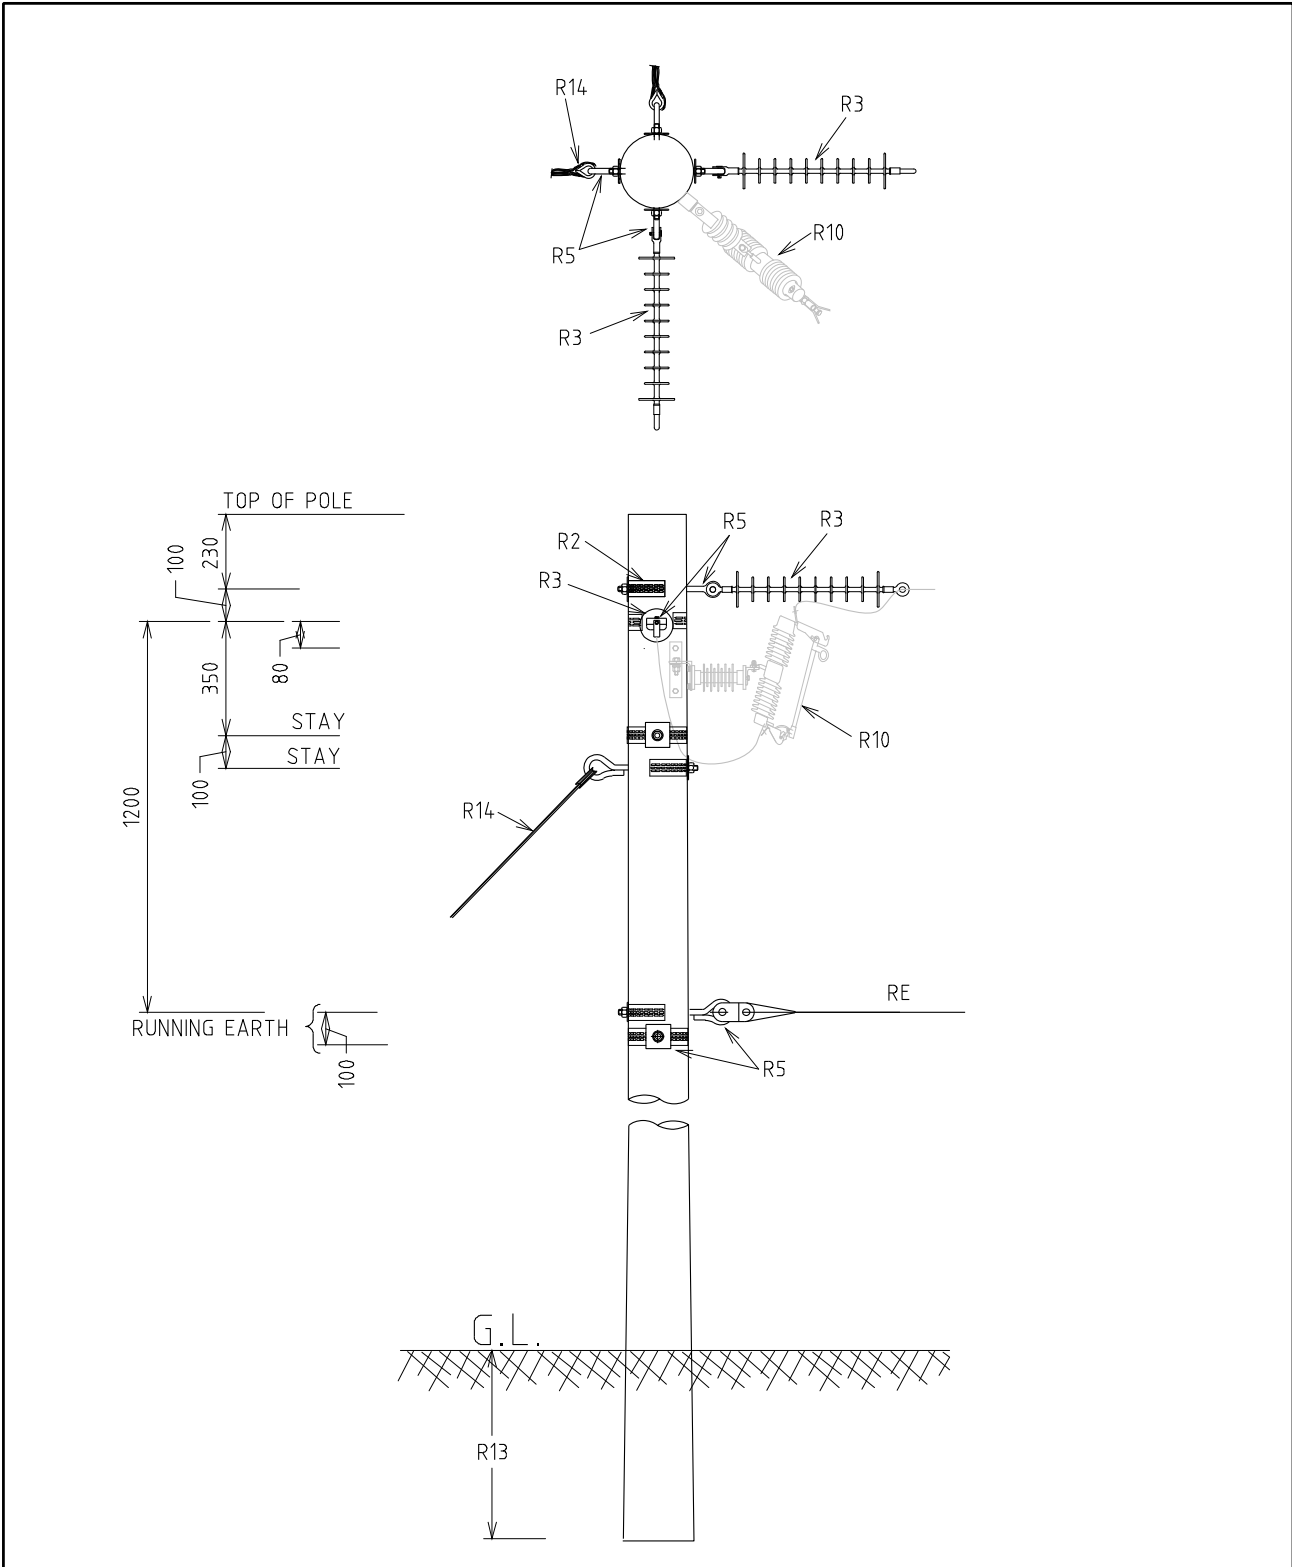 R14
R3
R10
R5
R3
TOP OF POLE
R5
R3
230
100
R2
R3
350
80
STAY
STAY
R10
100
1200
R14
RE
RUNNING EARTH
R5
100
G.L.
R13